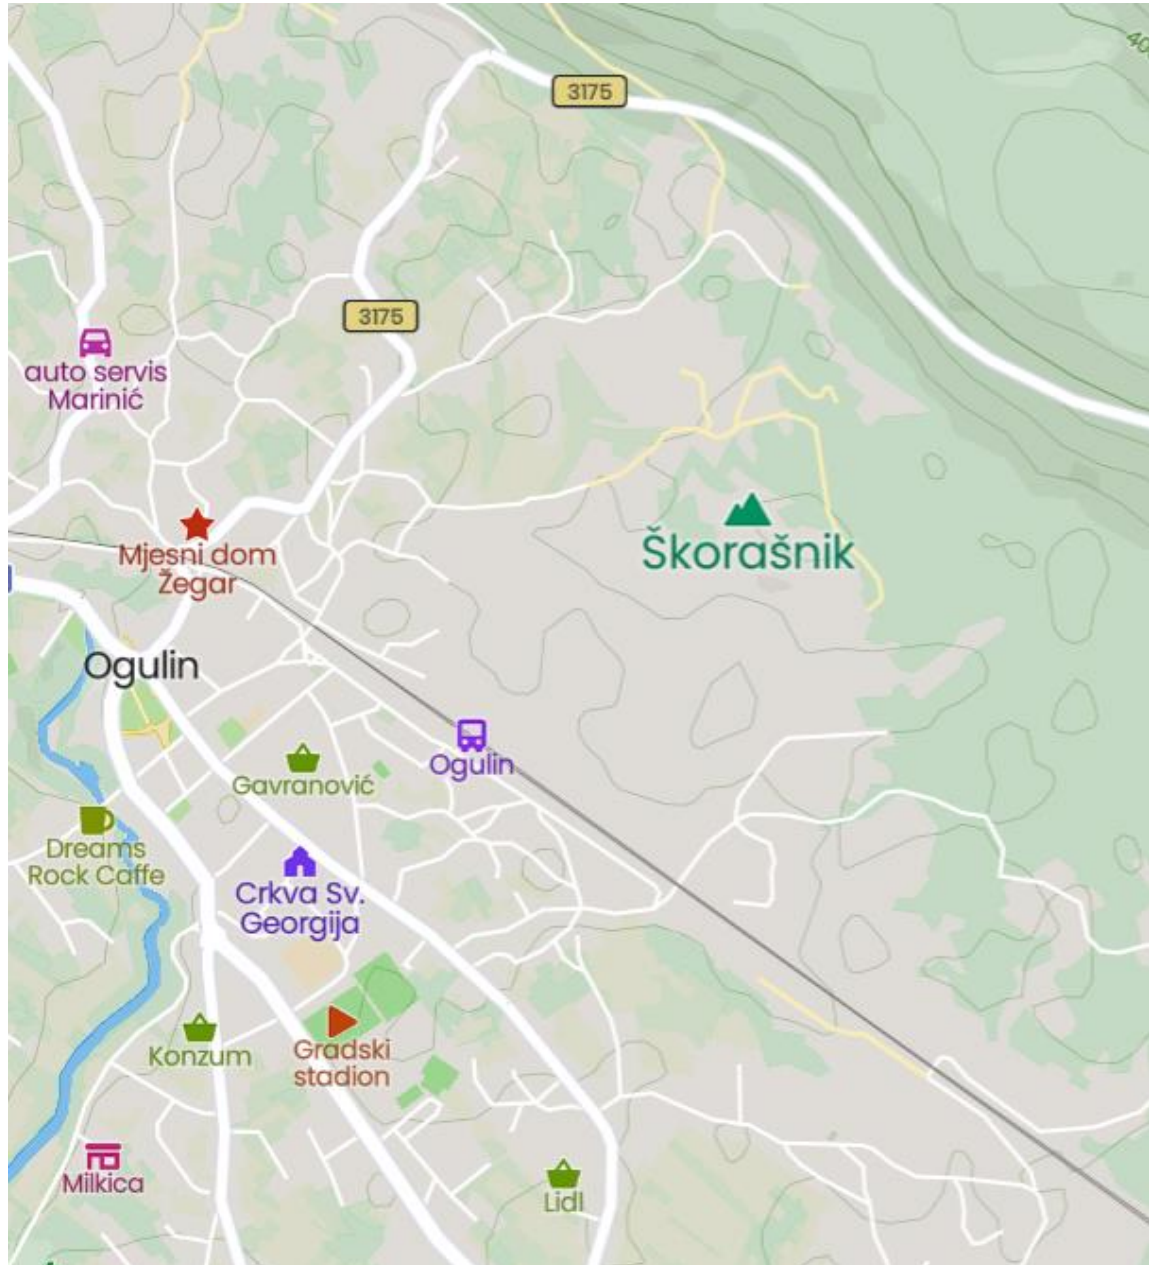 40
3175
3175
auto servis
Marinić
Mjesni dom
Žegar
Škorašnik
Ogulin
Ogulin
Gavranović
Dreams
Rock Caffe
Crkva Sv.
Georgija
Konzum
Gradski
stadion
Milkica
Lidl